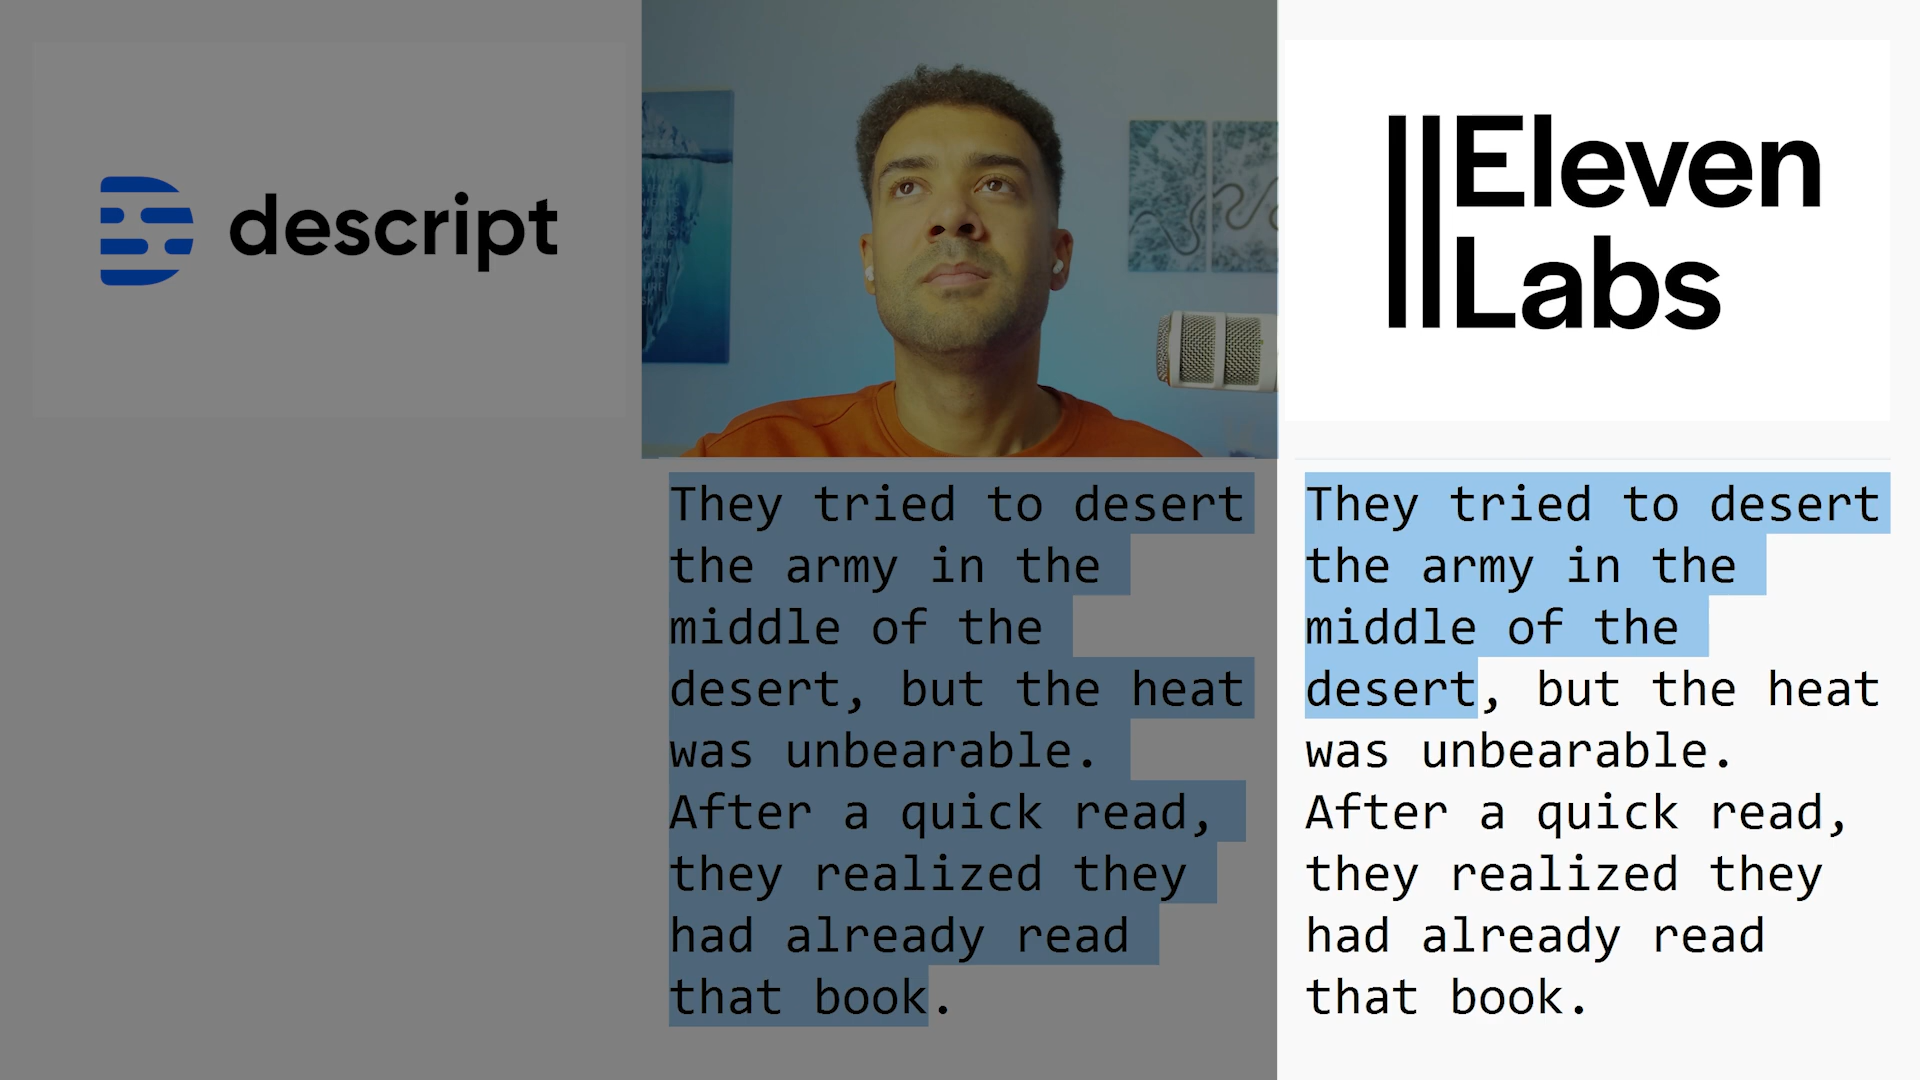 descript
Eleven
Labs
They tried to desert
the army in the
middle of the
desert, but the heat
was unbearable.
After a quick read,
they realized they
had already read
that book.
They tried to desert
the army in the
middle of the
desert, but the heat
was unbearable.
After a quick read,
they realized they
had already read
that book.